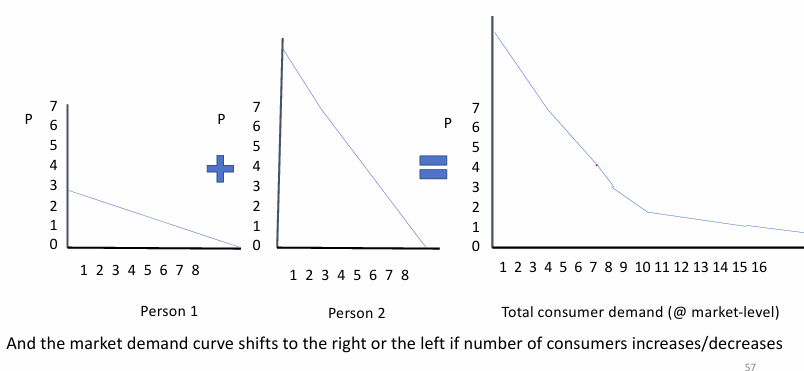 P
7
6
5
4
3
2
1
0
1 2 3 4 5 6 7 8
Person 1
P
7
6
5
4
3
2
1
0
1 2 3 4 5 6 7 8
Person 2
P
7
6
5
4
3
2
1
0
1 2 3 4 5 6 7 8 9 10 11 12 13 14 15 16
Total consumer demand (@ market-level)
And the market demand curve shifts to the right or the left if number of consumers increases/decreases
57